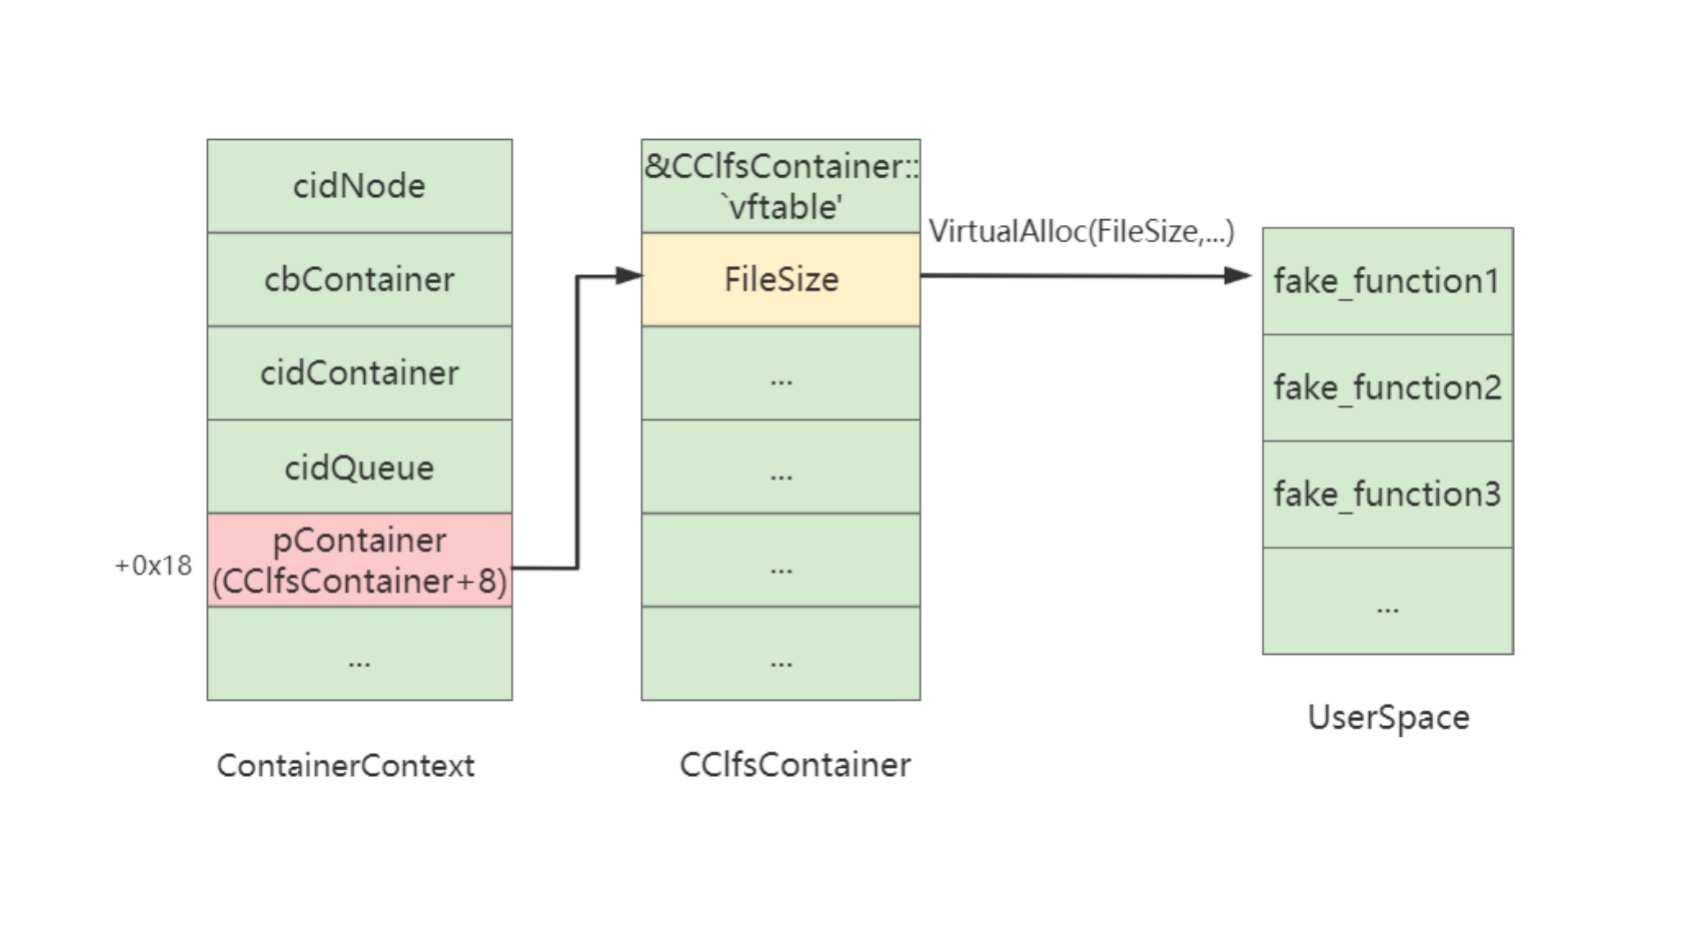 cidNode
cbContainer
cidContainer
cidQueue
+0x18
pContainer
(CClfsContainer+8)
...
ContainerContext
&CClfsContainer::
`vftable'
FileSize
...
...
...
...
CClfsContainer
VirtualAlloc(FileSize,...)
fake_function1
fake_function2
fake_function3
...
UserSpace